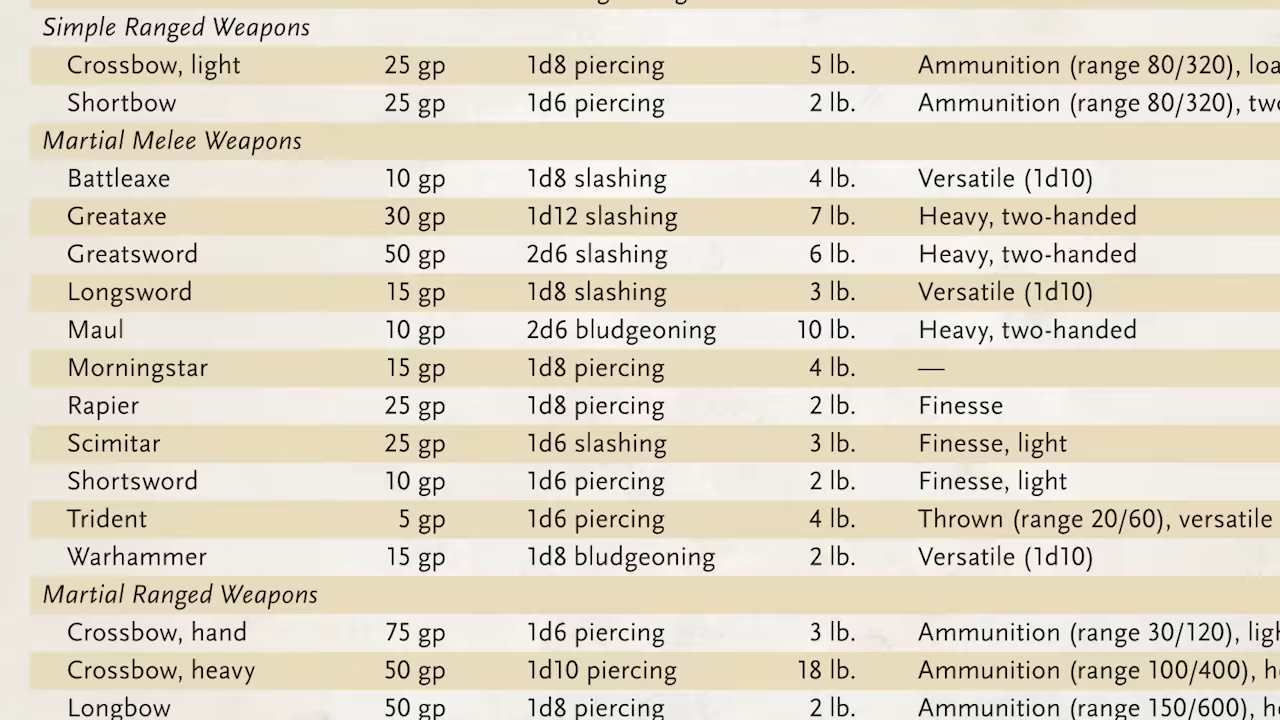 Simple Ranged Weapons
Crossbow, light 25 gp 1d8 piercing 5 lb. Ammunition (range 80/320), loa
Shortbow 25 gp 1d6 piercing 2 lb. Ammunition (range 80/320), two
Martial Melee Weapons
Battleaxe 10 gp 1d8 slashing 4 lb. Versatile (1d10)
Greataxe 30 gp 1d12 slashing 7 lb. Heavy, two-handed
Greatsword 50 gp 2d6 slashing 6 lb. Heavy, two-handed
Longsword 15 gp 1d8 slashing 3 lb. Versatile (1d10)
Maul 10 gp 2d6 bludgeoning 10 lb. Heavy, two-handed
Morningstar 15 gp 1d8 piercing 4 lb. —
Rapier 25 gp 1d8 piercing 2 lb. Finesse
Scimitar 25 gp 1d6 slashing 3 lb. Finesse, light
Shortsword 10 gp 1d6 piercing 2 lb. Finesse, light
Trident 5 gp 1d6 piercing 4 lb. Thrown (range 20/60), versatile
Warhammer 15 gp 1d8 bludgeoning 2 lb. Versatile (1d10)
Martial Ranged Weapons
Crossbow, hand 75 gp 1d6 piercing 3 lb. Ammunition (range 30/120), ligh
Crossbow, heavy 50 gp 1d10 piercing 18 lb. Ammunition (range 100/400), he
Longbow 50 gp 1d8 piercing 2 lb. Ammunition (range 150/600), he